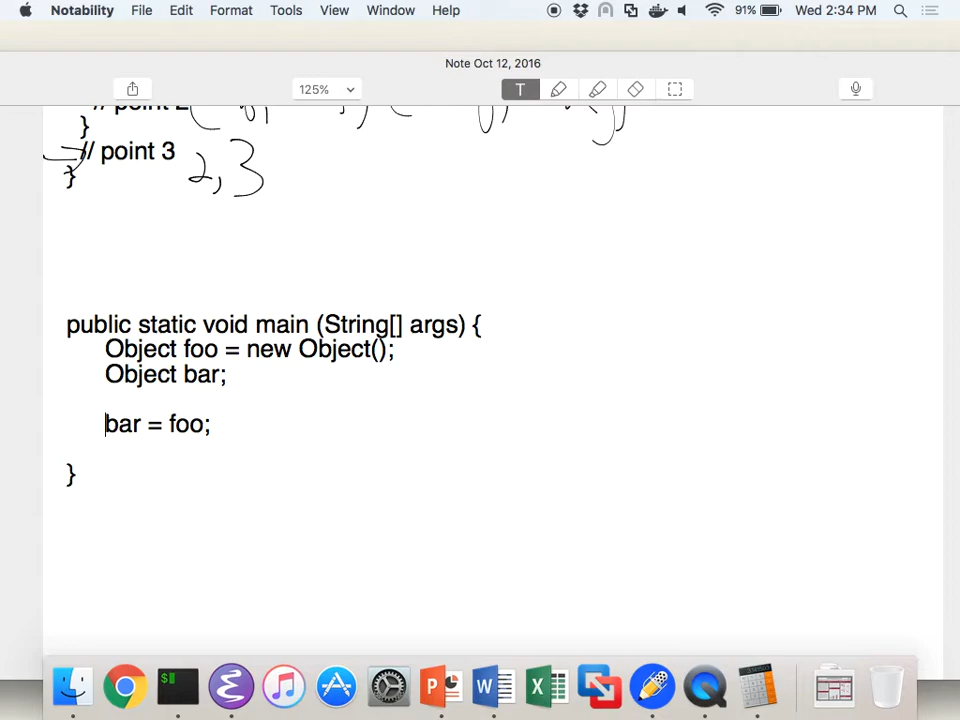 Notability File Edit Format Tools View Window Help 91% Wed 2:34 PM
Note Oct 12, 2016
125% T
}
// point 3
2, 3
}
public static void main (String[] args) {
Object foo = new Object();
Object bar;
bar = foo;
}